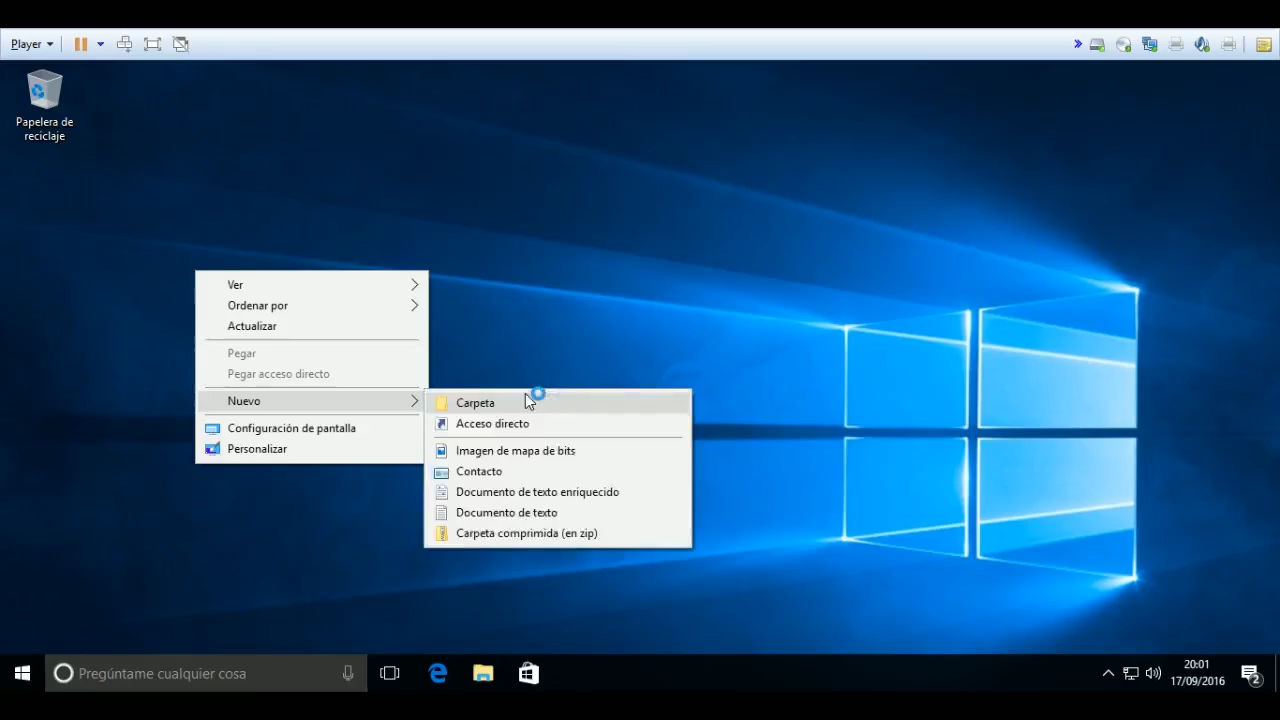 Player
Papelera de
reciclaje
Ver
Ordenar por
Actualizar
Pegar
Pegar acceso directo
Nuevo
Configuración de pantalla
Personalizar
Carpeta
Acceso directo
Imagen de mapa de bits
Contacto
Documento de texto enriquecido
Documento de texto
Carpeta comprimida (en zip)
Pregúntame cualquier cosa
20:01
17/09/2016
2